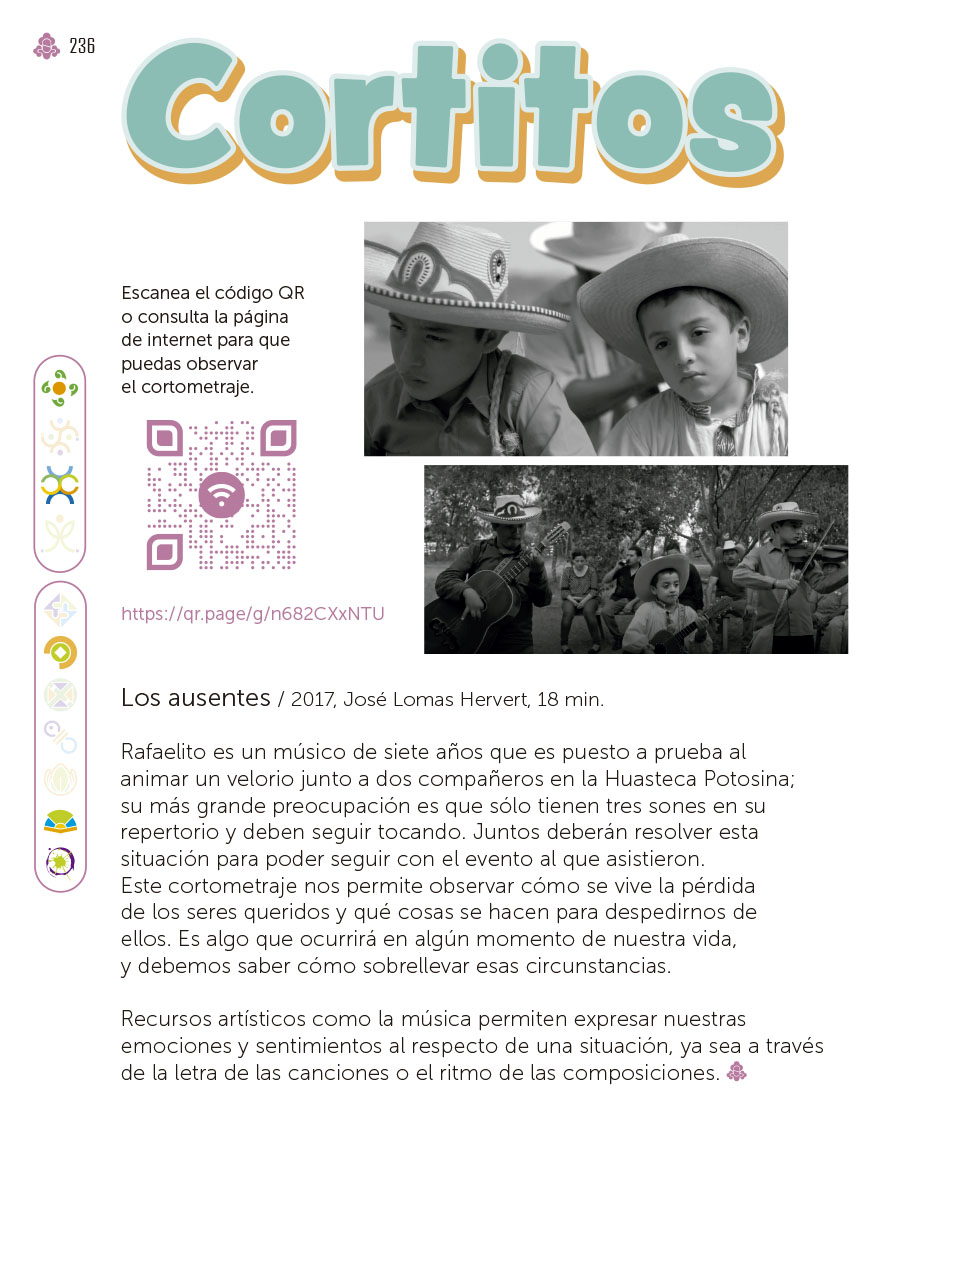 236
Cortitos
Escanea el código QR
o consulta la página
de internet para que
puedas observar
el cortometraje.
https://qr.page/g/n682CXxNTU
Los ausentes / 2017, José Lomas Hervert, 18 min.
Rafaelito es un músico de siete años que es puesto a prueba al
animar un velorio junto a dos compañeros en la Huasteca Potosina;
su más grande preocupación es que sólo tienen tres sones en su
repertorio y deben seguir tocando. Juntos deberán resolver esta
situación para poder seguir con el evento al que asistieron.
Este cortometraje nos permite observar cómo se vive la pérdida
de los seres queridos y qué cosas se hacen para despedirnos de
ellos. Es algo que ocurrirá en algún momento de nuestra vida,
y debemos saber cómo sobrellevar esas circunstancias.
Recursos artísticos como la música permiten expresar nuestras
emociones y sentimientos al respecto de una situación, ya sea a través
de la letra de las canciones o el ritmo de las composiciones.